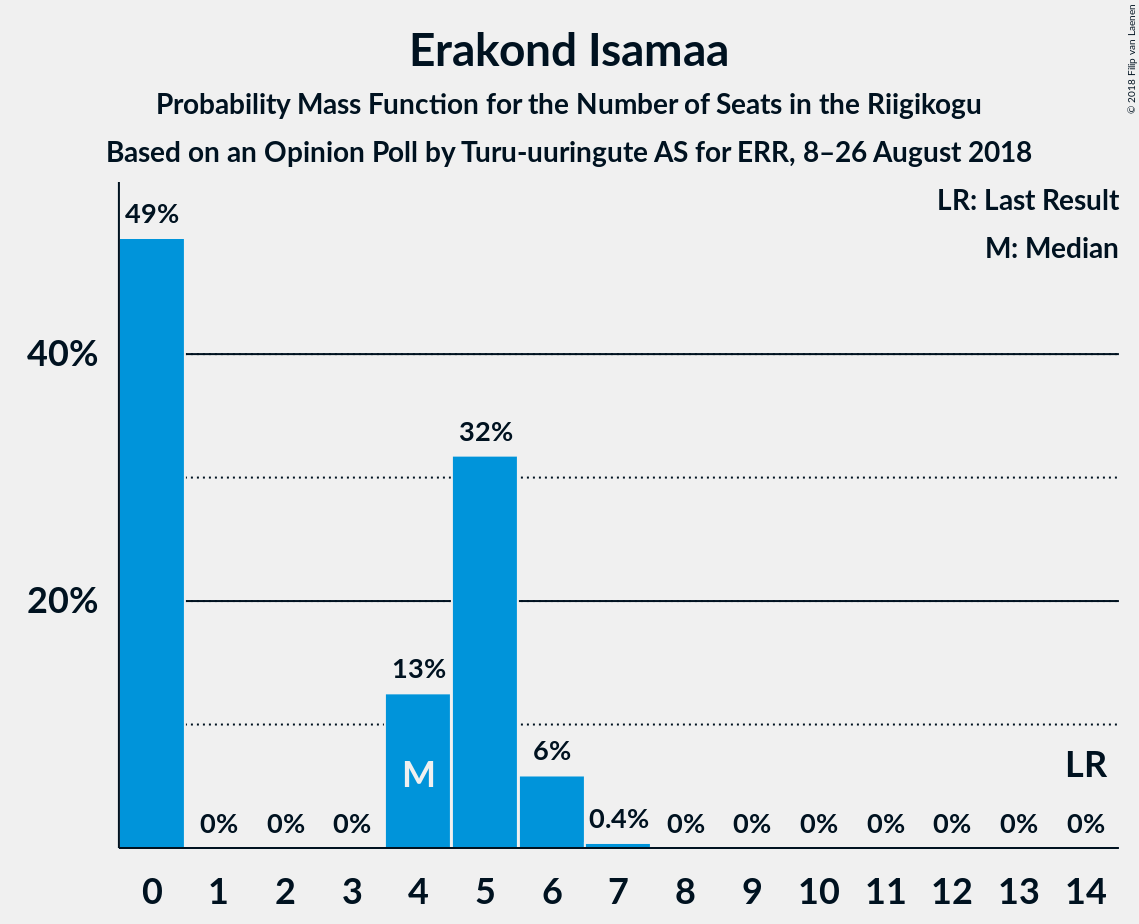 Erakond Isamaa
Probability Mass Function for the Number of Seats in the Riigikogu
Based on an Opinion Poll by Turu-uuringute AS for ERR, 8–26 August 2018
© 2018 Filip van Laenen
LR: Last Result
M: Median
49%
40%
32%
20%
13%
M
6%
LR
0% 0% 0% 0.4% 0% 0% 0% 0% 0% 0% 0%
0 1 2 3 4 5 6 7 8 9 10 11 12 13 14